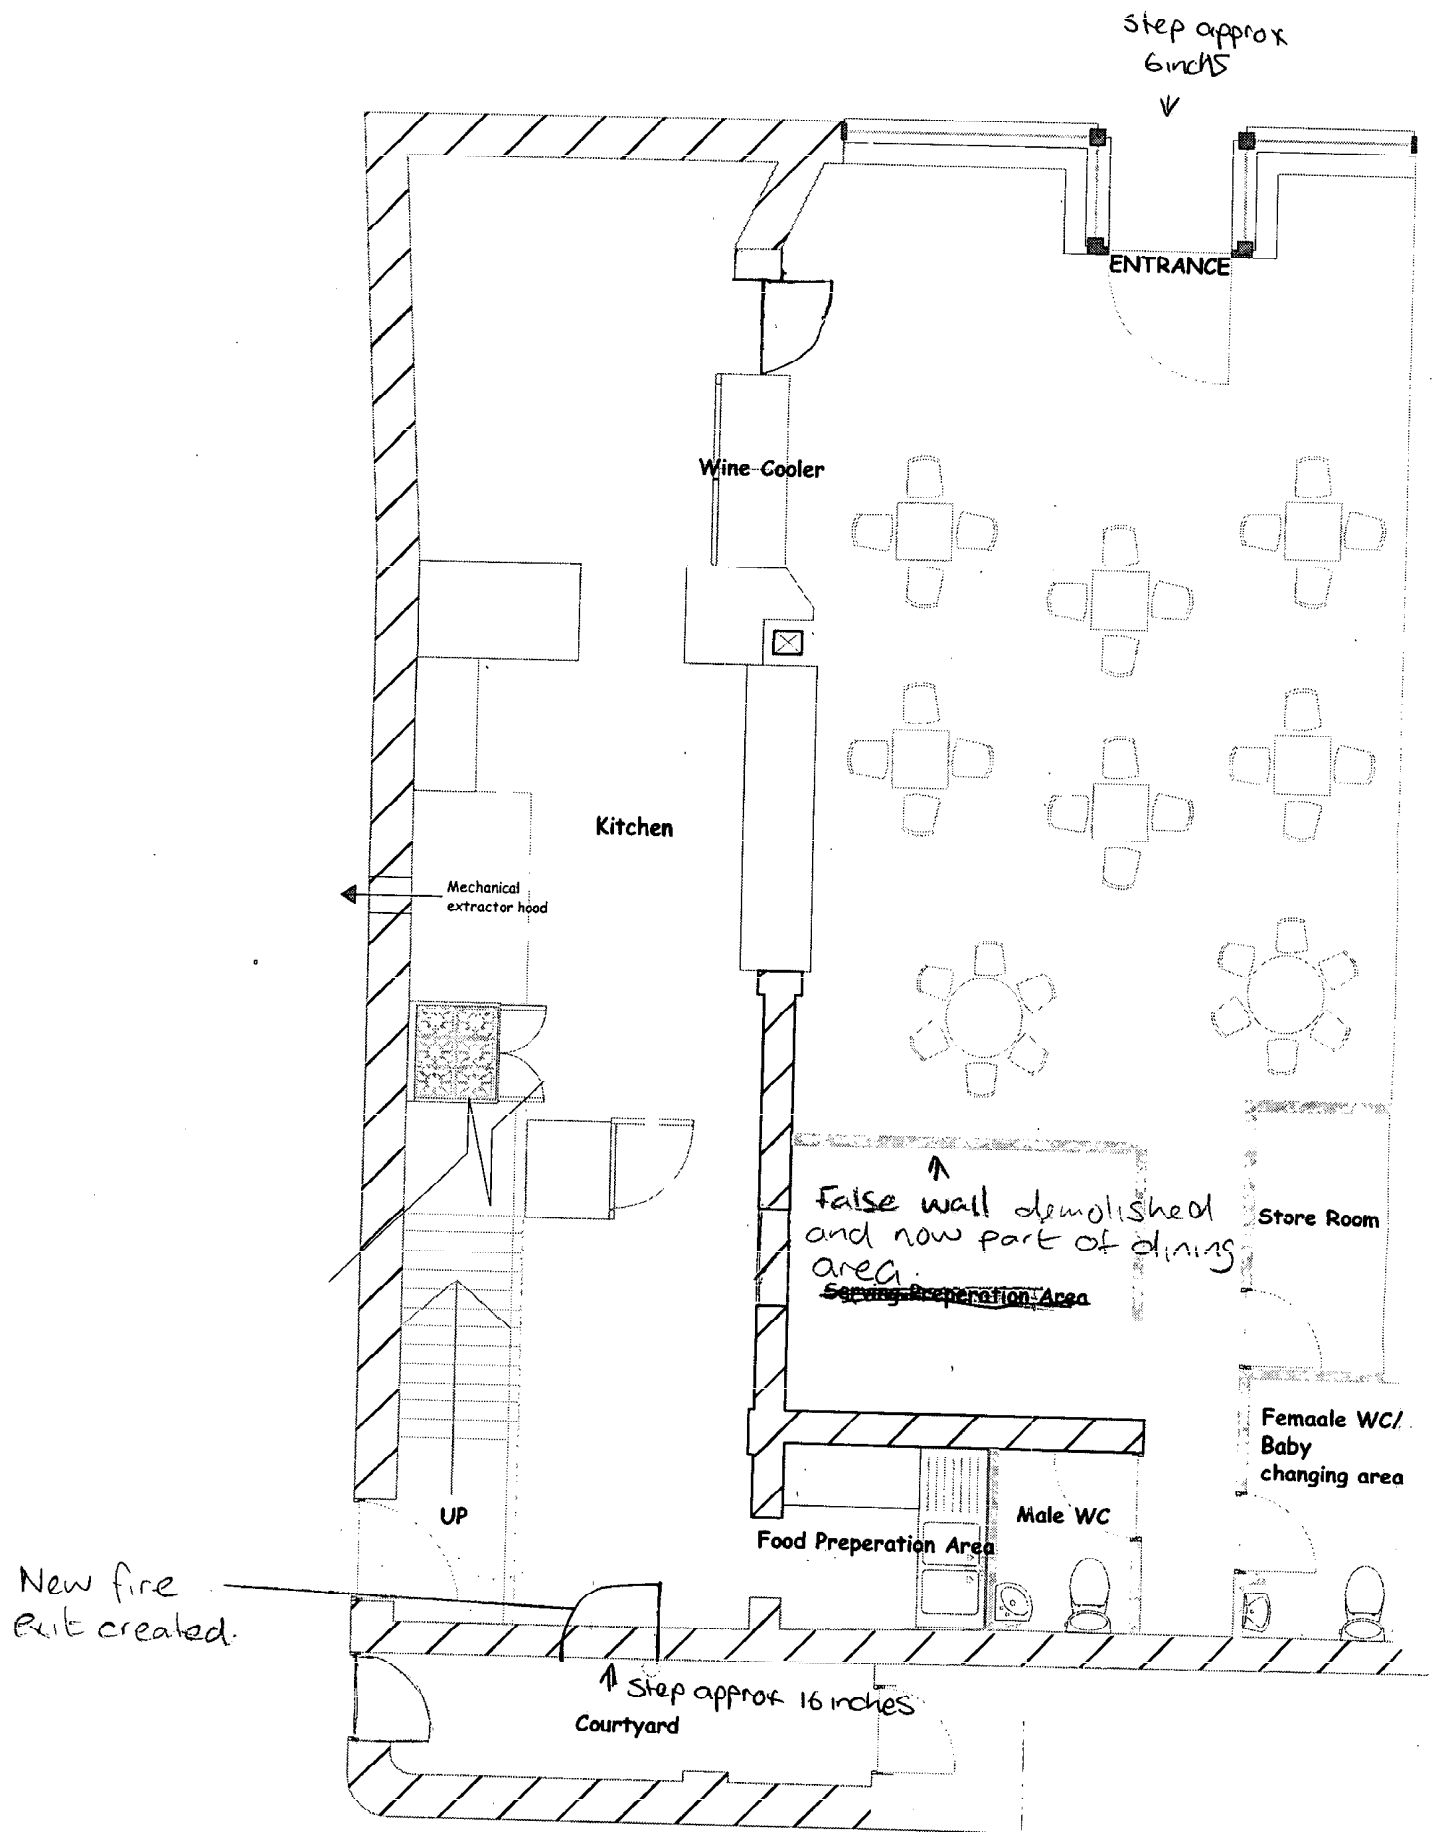 Step approx
6inchs
ENTRANCE
Wine Cooler
Kitchen
Mechanical
extractor hood
False wall demolished
and now part of dining
area.
Serving Preperation Area
Store Room
Femaale WC/
Baby
changing area
UP
Male WC
Food Preperation Area
New fire
exit created.
Step approx 16 inches
Courtyard